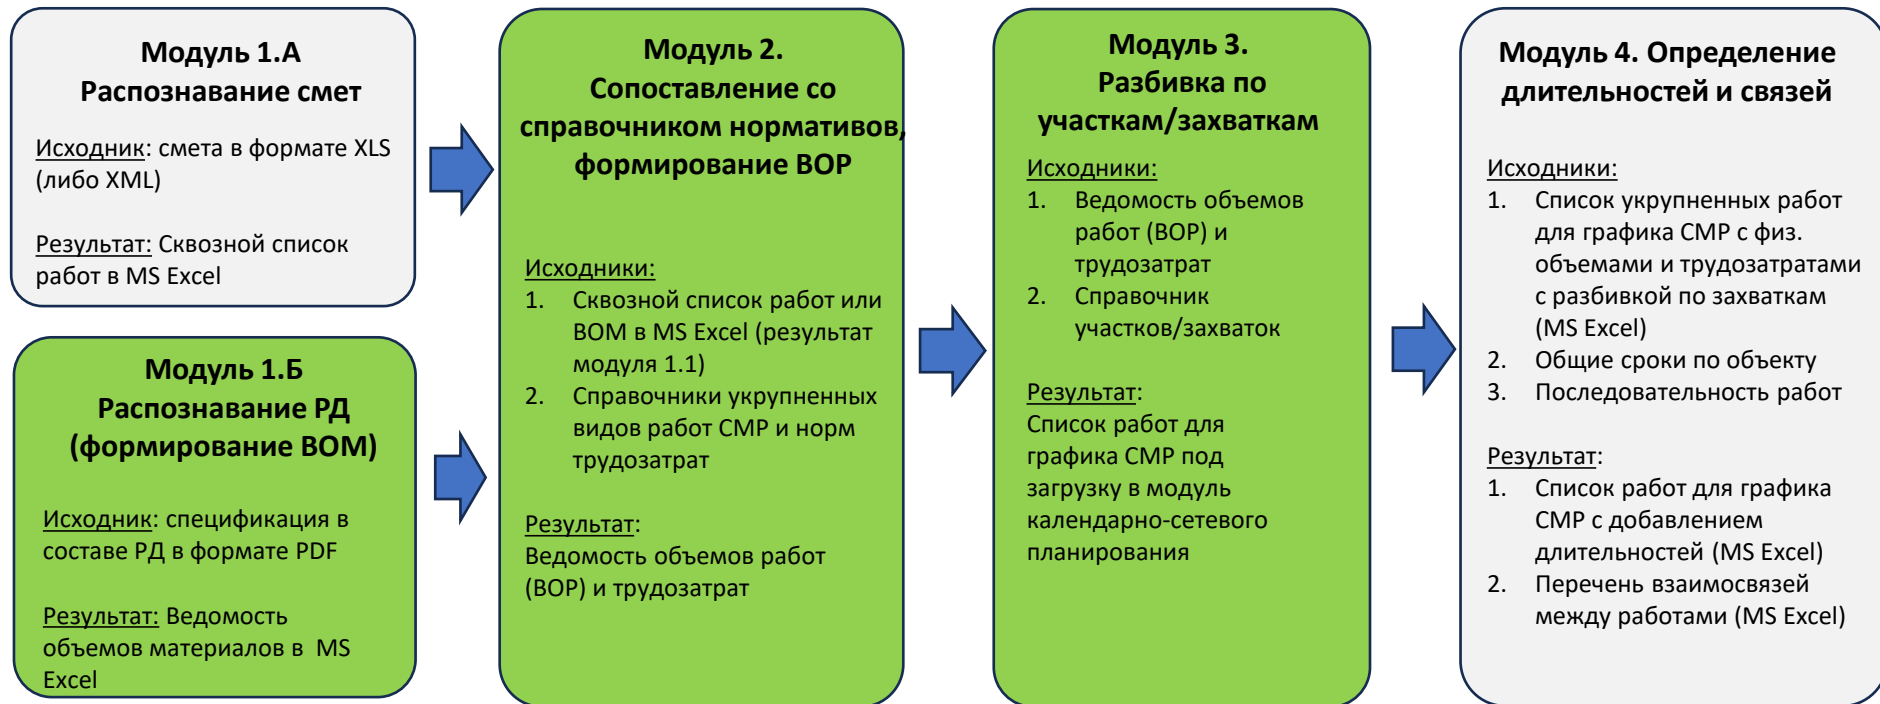 Модуль 1.А
Распознавание смет
Исходник: смета в формате XLS
(либо XML)
Результат: Сквозной список
работ в MS Excel
Модуль 1.Б
Распознавание РД
(формирование ВОМ)
Исходник: спецификация в
составе РД в формате PDF
Результат: Ведомость
объемов материалов в MS
Excel
Модуль 2.
Сопоставление со
справочником нормативов,
формирование ВОР
Исходники:
1. Сквозной список работ или
ВОМ в MS Excel (результат
модуля 1.1)
2. Справочники укрупненных
видов работ СМР и норм
трудозатрат
Результат:
Ведомость объемов работ
(ВОР) и трудозатрат
Модуль 3.
Разбивка по
участкам/захваткам
Исходники:
1. Ведомость объемов
работ (ВОР) и
трудозатрат
2. Справочник
участков/захваток
Результат:
Список работ для
графика СМР под
загрузку в модуль
календарно-сетевого
планирования
Модуль 4. Определение
длительностей и связей
Исходники:
1. Список укрупненных работ
для графика СМР с физ.
объемами и трудозатратами
с разбивкой по захваткам
(MS Excel)
2. Общие сроки по объекту
3. Последовательность работ
Результат:
1. Список работ для графика
СМР с добавлением
длительностей (MS Excel)
2. Перечень взаимосвязей
между работами (MS Excel)